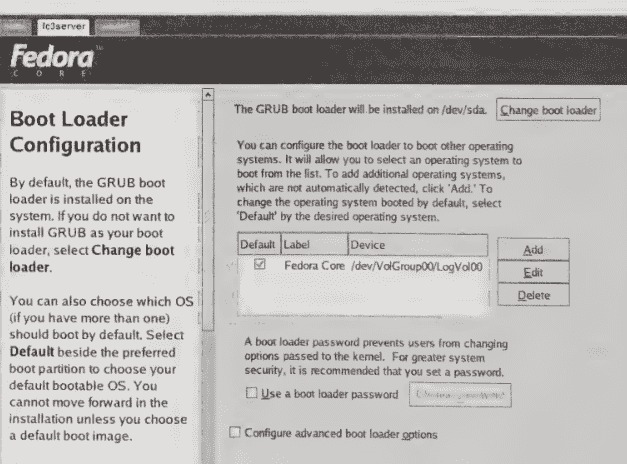 fc3server
Fedora™
CORE
Boot Loader
Configuration
By default, the GRUB boot
loader is installed on the
system. If you do not want to
install GRUB as your boot
loader, select Change boot
loader.
You can also choose which OS
(if you have more than one)
should boot by default. Select
Default beside the preferred
boot partition to choose your
default bootable OS. You
cannot move forward in the
installation unless you choose
a default boot image.
The GRUB boot loader will be installed on /dev/sda. Change boot loader
You can configure the boot loader to boot other operating
systems. It will allow you to select an operating system to
boot from the list. To add additional operating systems,
which are not automatically detected, click 'Add.' To
change the operating system booted by default, select
'Default' by the desired operating system.
Default Label Device
Fedora Core /dev/VolGroup00/LogVol00
Add
Edit
Delete
A boot loader password prevents users from changing
options passed to the kernel. For greater system
security, it is recommended that you set a password.
Use a boot loader password
Configure advanced boot loader options